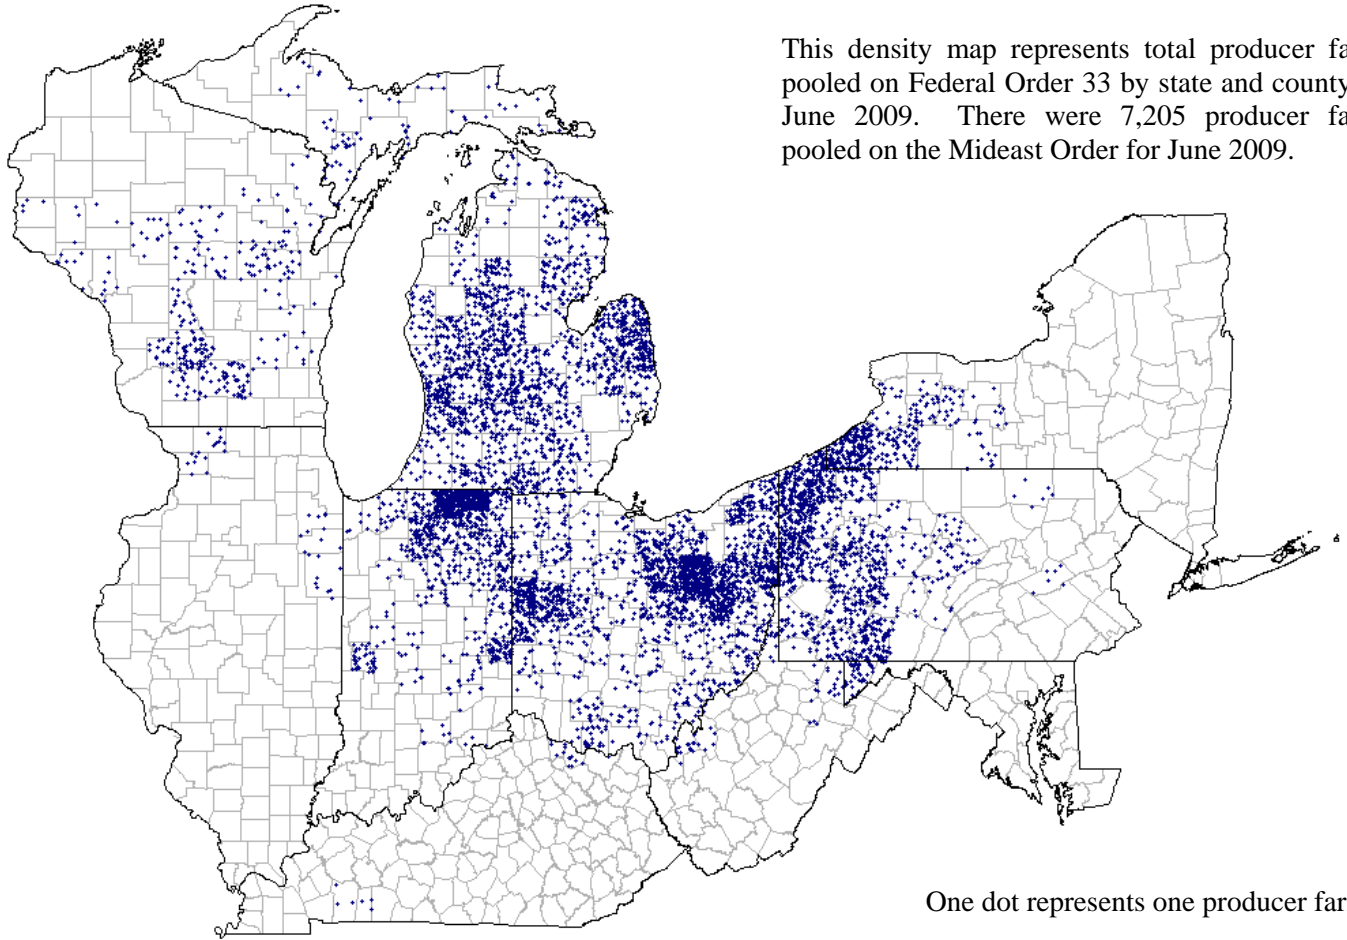 This density map represents total producer fa
pooled on Federal Order 33 by state and county
June 2009. There were 7,205 producer fa
pooled on the Mideast Order for June 2009.
One dot represents one producer far